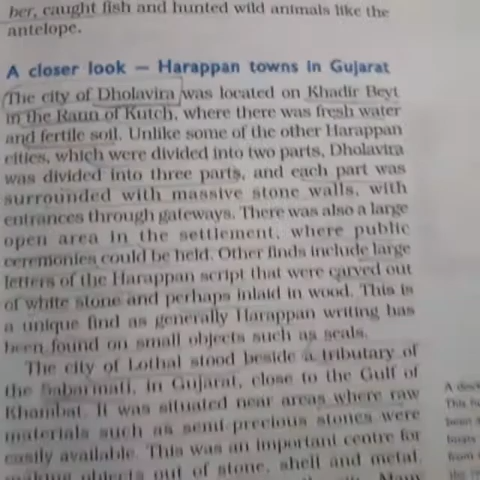 ber, caught fish and hunted wild animals like the
antelope.
A closer look — Harappan towns in Gujarat
The city of Dholavira was located on Khadir Beyt
in the Rann of Kutch, where there was fresh water
and fertile soil. Unlike some of the other Harappan
cities, which were divided into two parts, Dholavira
was divided into three parts, and each part was
surrounded with massive stone walls, with
entrances through gateways. There was also a large
open area in the settlement, where public
ceremonies could be held. Other finds include large
letters of the Harappan script that were carved out
of white stone and perhaps inlaid in wood. This is
a unique find as generally Harappan writing has
been found on small objects such as seals.
The city of Lothal stood beside a tributary of
the Sabarmati, in Gujarat, close to the Gulf of
Khambat. It was situated near areas where raw
materials such as semi-precious stones were
easily available. This was an important centre for
making objects out of stone, shell and metal.